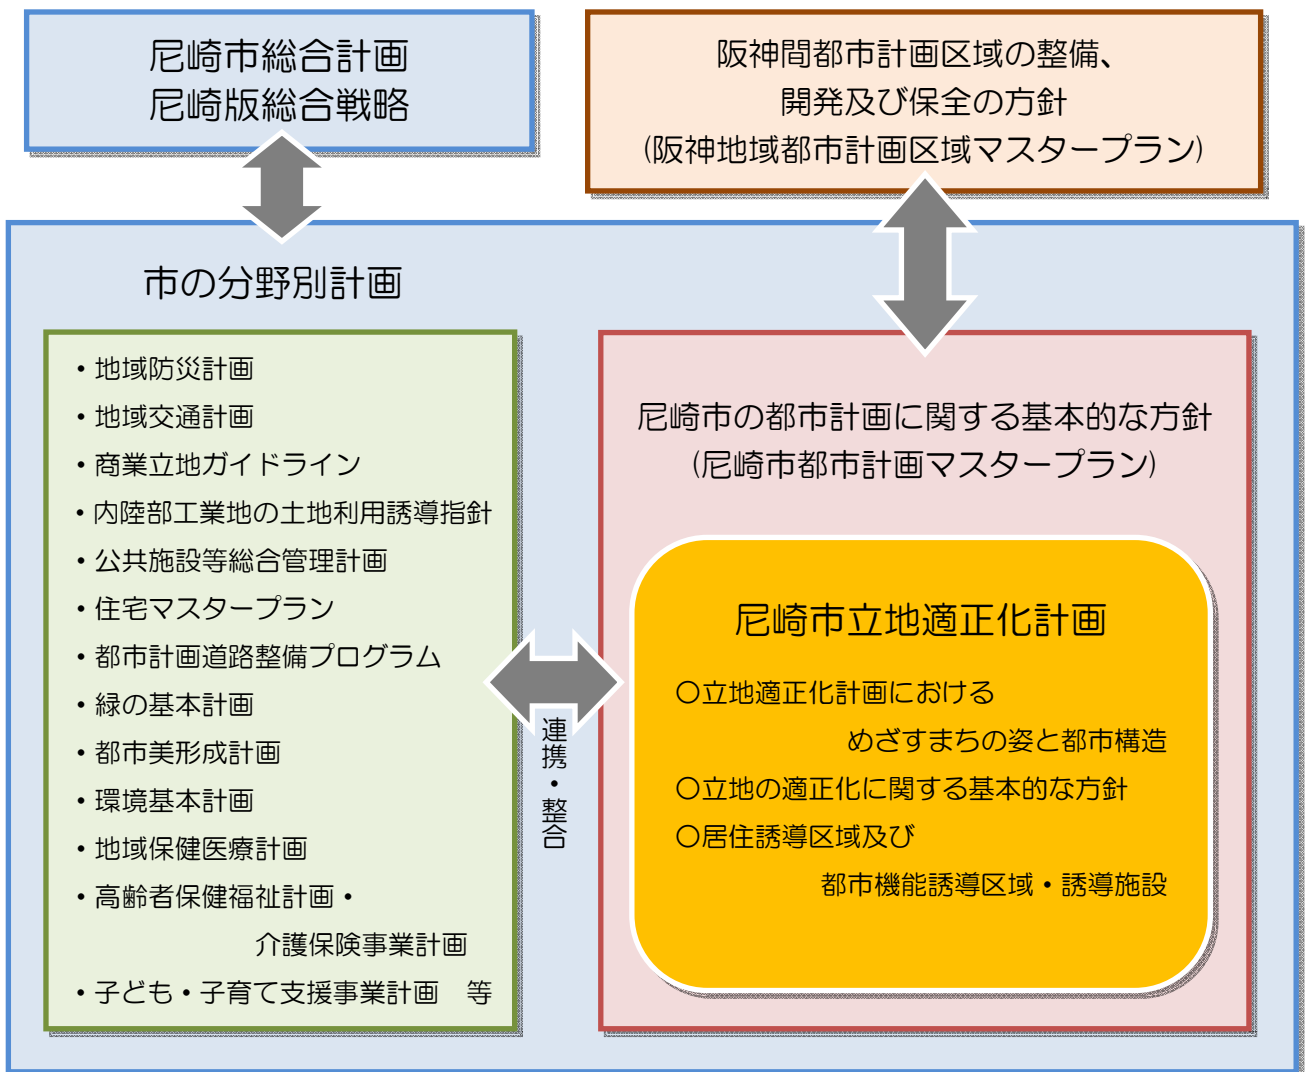 尼崎市総合計画
尼崎版総合戦略
阪神間都市計画区域の整備、
開発及び保全の方針
(阪神地域都市計画区域マスタープラン)
市の分野別計画
・地域防災計画
・地域交通計画
・商業立地ガイドライン
・内陸部工業地の土地利用誘導指針
・公共施設等総合管理計画
・住宅マスタープラン
・都市計画道路整備プログラム
・緑の基本計画
・都市美形成計画
・環境基本計画
・地域保健医療計画
・高齢者保健福祉計画・
介護保険事業計画
・子ども・子育て支援事業計画　等
連携・整合
尼崎市の都市計画に関する基本的な方針
(尼崎市都市計画マスタープラン)
尼崎市立地適正化計画
○立地適正化計画における
めざすまちの姿と都市構造
○立地の適正化に関する基本的な方針
○居住誘導区域及び
都市機能誘導区域・誘導施設